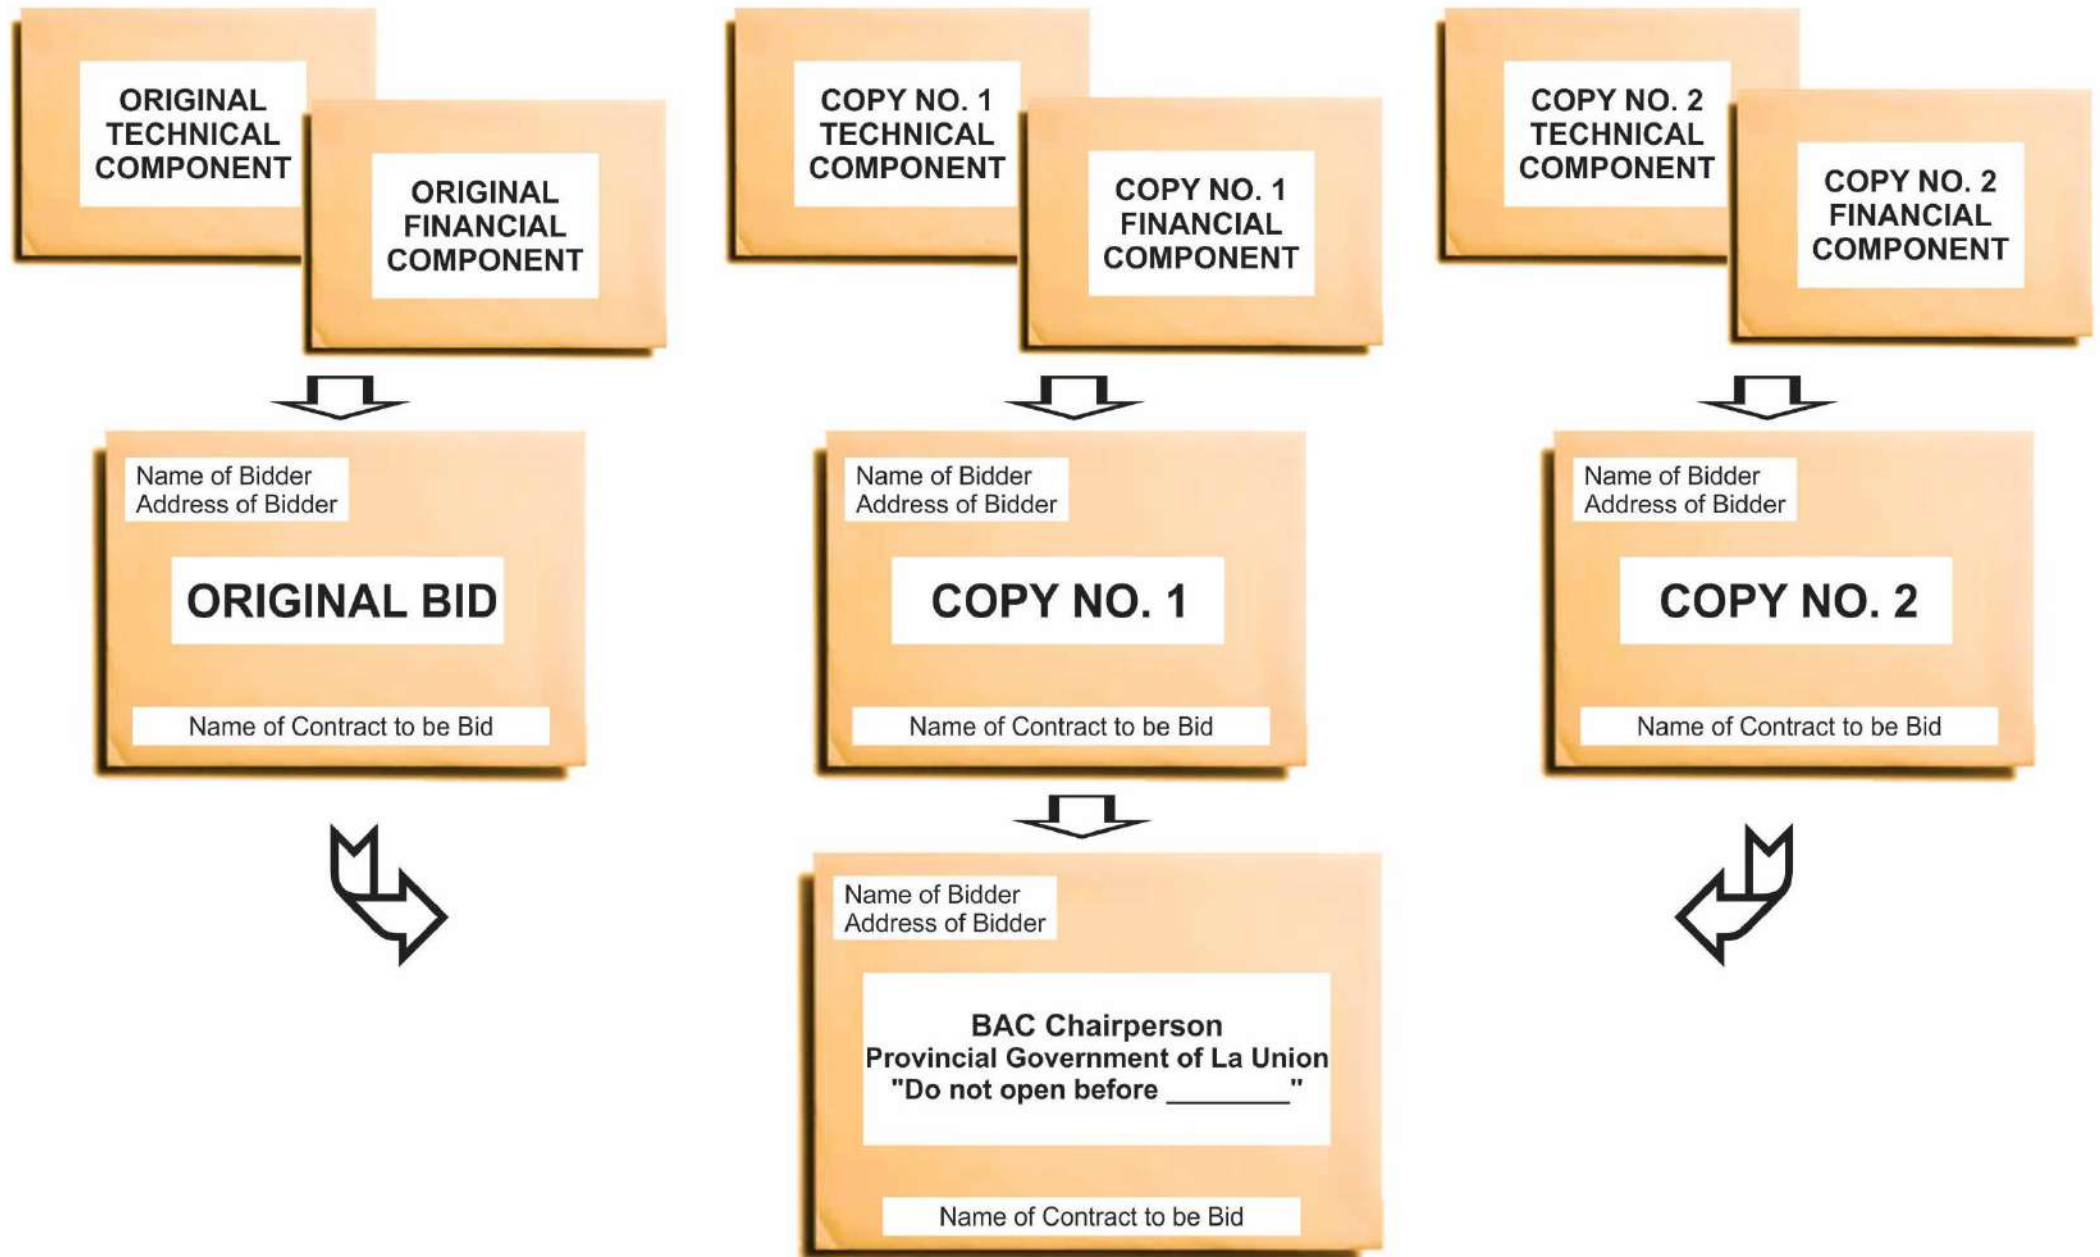 ORIGINAL
TECHNICAL
COMPONENT
ORIGINAL
FINANCIAL
COMPONENT
COPY NO. 1
TECHNICAL
COMPONENT
COPY NO. 1
FINANCIAL
COMPONENT
COPY NO. 2
TECHNICAL
COMPONENT
COPY NO. 2
FINANCIAL
COMPONENT
Name of Bidder
Address of Bidder
ORIGINAL BID
Name of Contract to be Bid
Name of Bidder
Address of Bidder
COPY NO. 1
Name of Contract to be Bid
Name of Bidder
Address of Bidder
COPY NO. 2
Name of Contract to be Bid
Name of Bidder
Address of Bidder
BAC Chairperson
Provincial Government of La Union
"Do not open before ________"
Name of Contract to be Bid